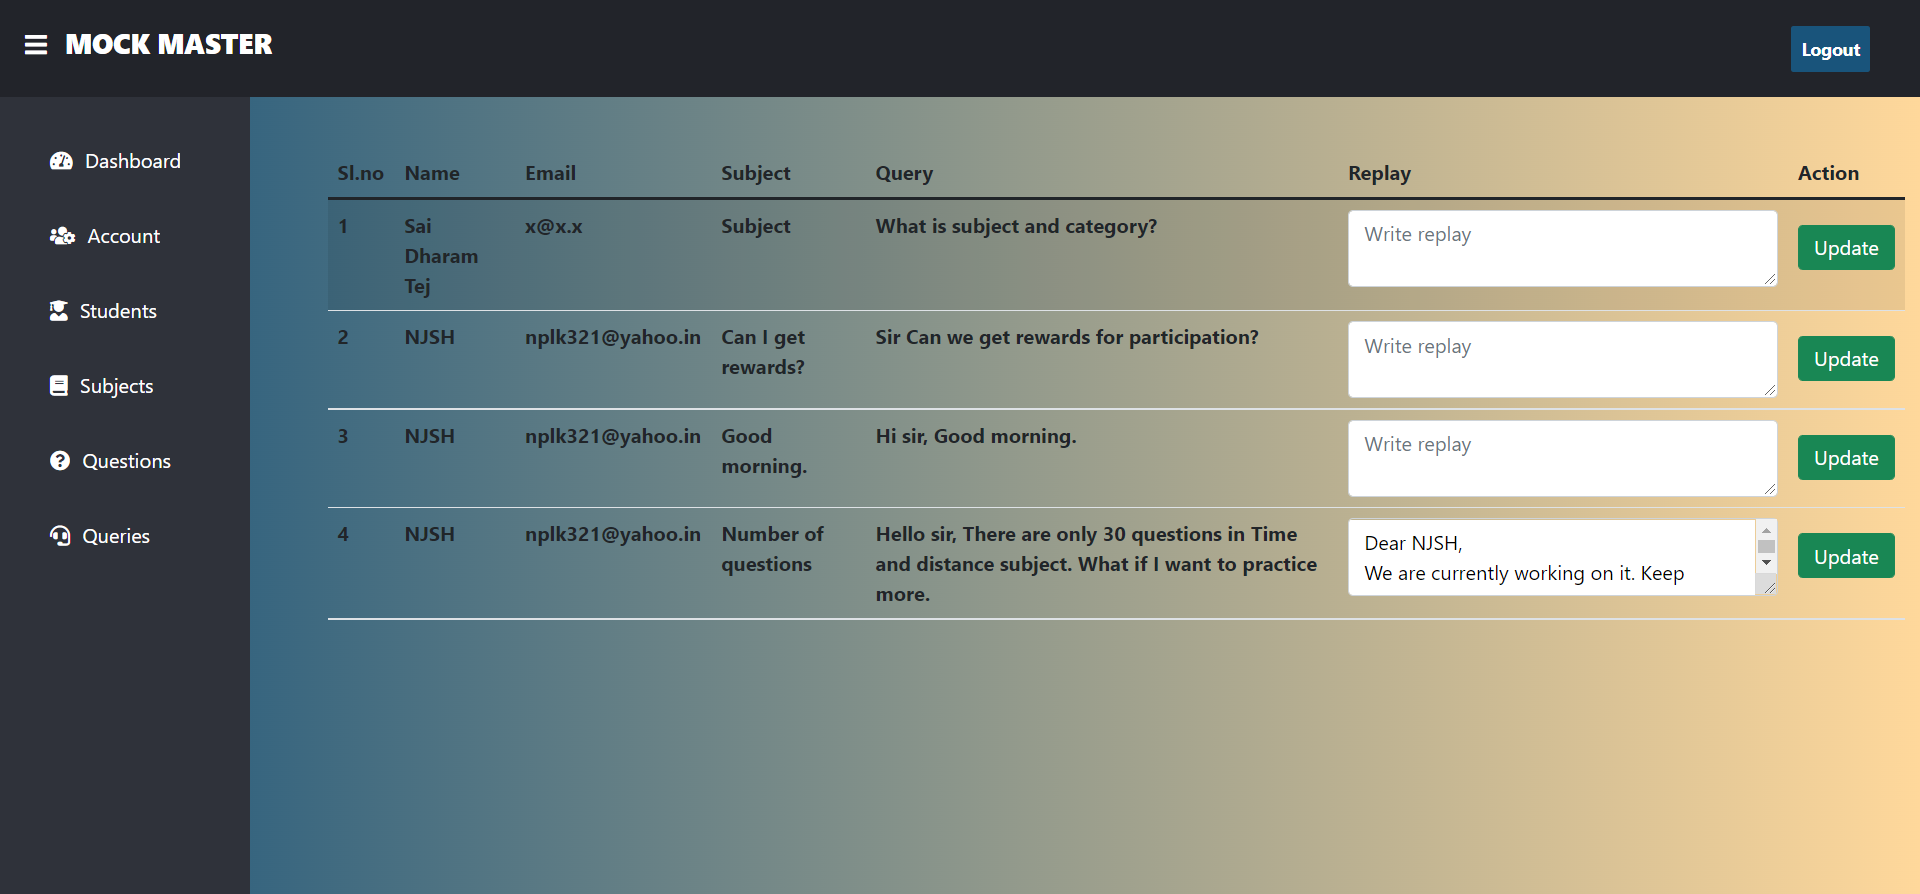 MOCK MASTER
Logout
Dashboard
Account
Students
Subjects
Questions
Queries
Sl.no Name Email Subject Query Replay Action
1 Sai Dharam Tej x@x.x Subject What is subject and category? Write replay Update
2 NJSH nplk321@yahoo.in Can I get rewards? Sir Can we get rewards for participation? Write replay Update
3 NJSH nplk321@yahoo.in Good morning. Hi sir, Good morning. Write replay Update
4 NJSH nplk321@yahoo.in Number of questions Hello sir, There are only 30 questions in Time and distance subject. What if I want to practice more. Dear NJSH, We are currently working on it. Keep Update